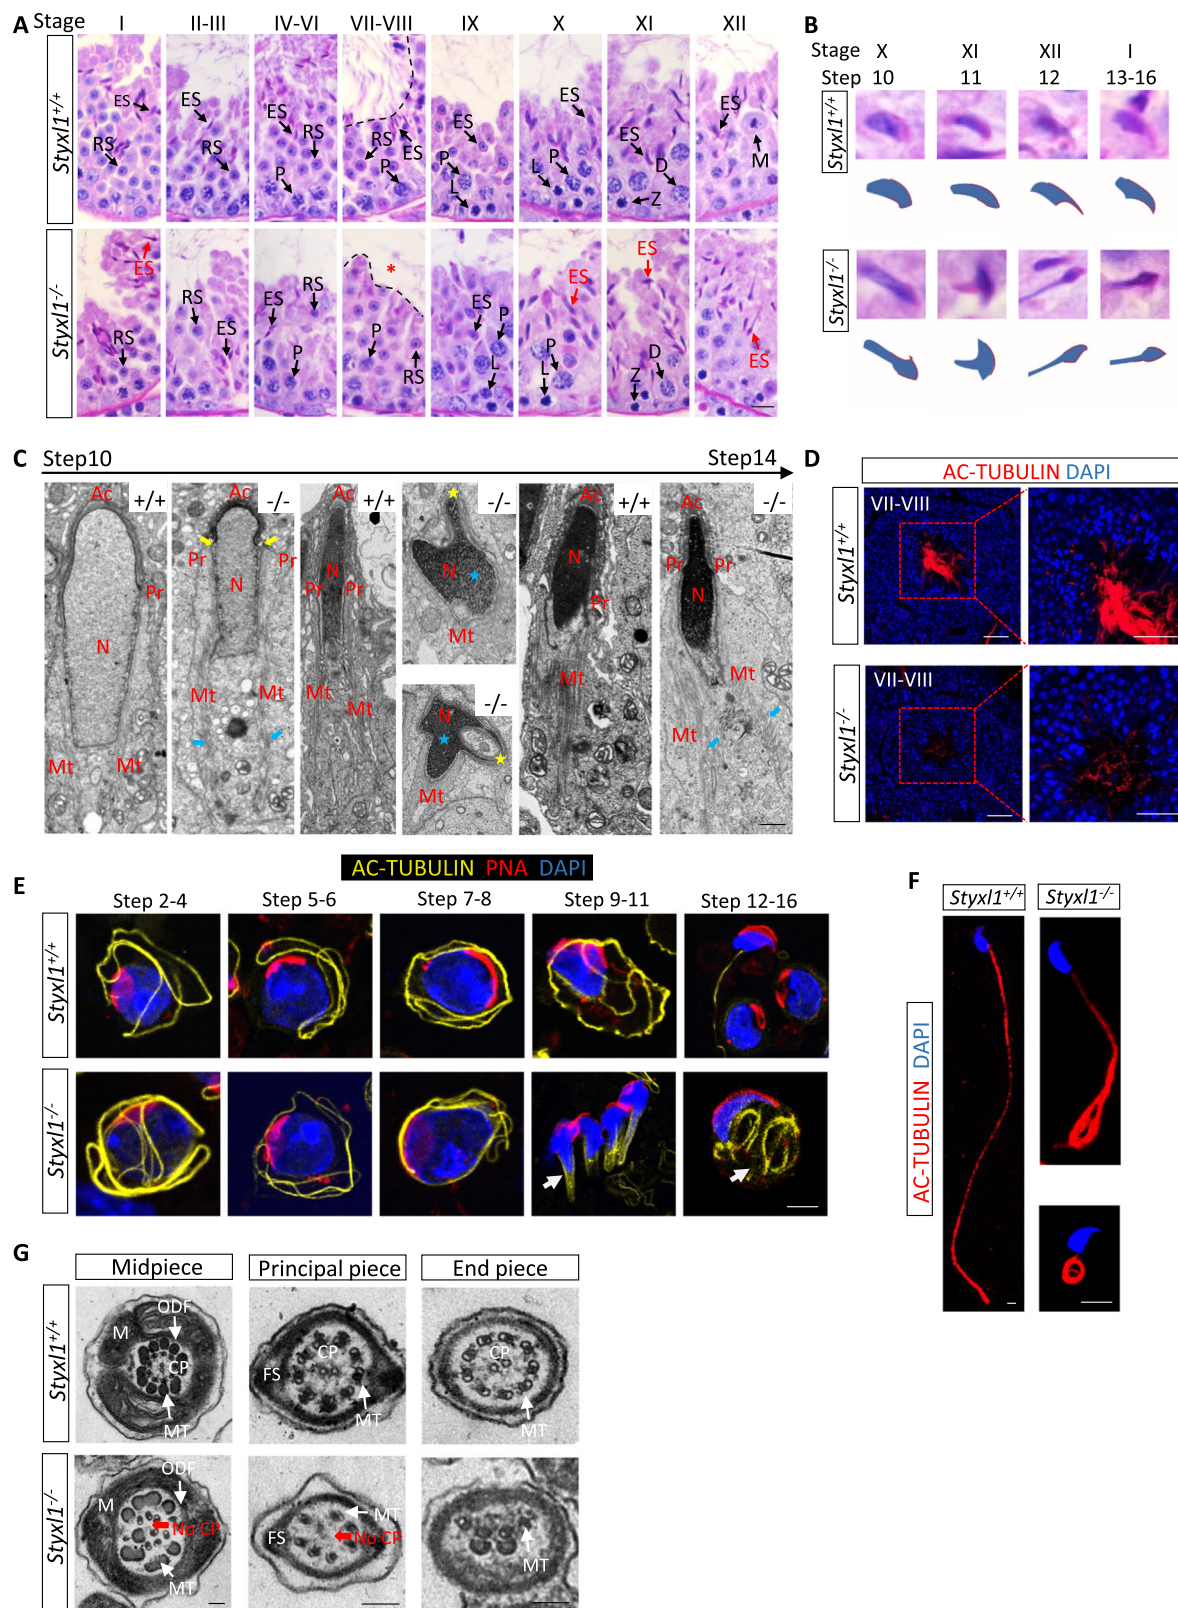 A Stage I II-III IV-VI VII-VIII IX X XI XII
Styxl1+/+
ES ES ES RS ES ES ES ES
RS RS RS RS ES P D M
P P L L P Z
Styxl1-/-
ES RS ES RS * ES ES ES
RS ES P P RS P L P L D Z ES
B
Stage X XI XII I
Step 10 11 12 13-16
Styxl1+/+
Styxl1-/-
C Step10 Step14
+/+ -/- +/+ -/- +/+ -/-
Ac Ac Ac Ac Ac
Pr Pr Pr Pr Pr Pr Pr Pr
N N N N N N
Mt Mt Mt Mt Mt Mt Mt Mt Mt
-/-
N
Mt Mt Mt
D
AC-TUBULIN DAPI
Styxl1+/+
VII-VIII
Styxl1-/-
VII-VIII
E
AC-TUBULIN PNA DAPI
Step 2-4 Step 5-6 Step 7-8 Step 9-11 Step 12-16
Styxl1+/+
Styxl1-/-
F
Styxl1+/+ Styxl1-/-
AC-TUBULIN DAPI
G
Midpiece Principal piece End piece
Styxl1+/+
ODF
M CP FS CP CP
MT MT MT
Styxl1-/-
ODF
M No CP FS MT No CP
MT MT